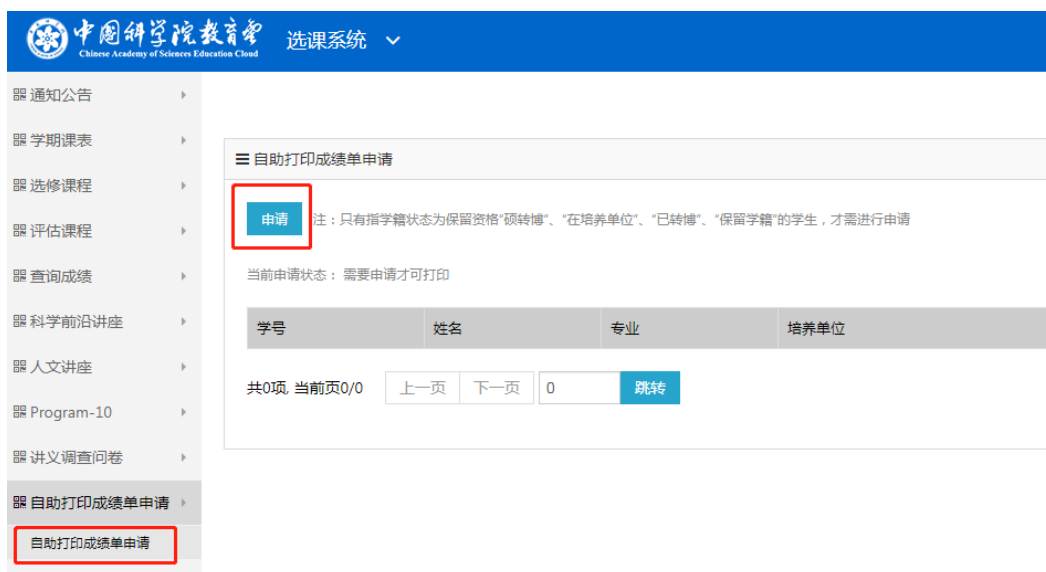 中国科学院教育云
Chinese Academy of Sciences Education Cloud
选课系统
通知公告
学期课表
选修课程
评估课程
查询成绩
科学前沿讲座
人文讲座
Program-10
讲义调查问卷
自助打印成绩单申请
自助打印成绩单申请
自助打印成绩单申请
申请 注：只有指学籍状态为保留资格“硕转博”、“在培养单位”、“已转博”、“保留学籍”的学生，才需进行申请
当前申请状态： 需要申请才可打印
学号 姓名 专业 培养单位
共0项, 当前页0/0 上一页 下一页 0 跳转